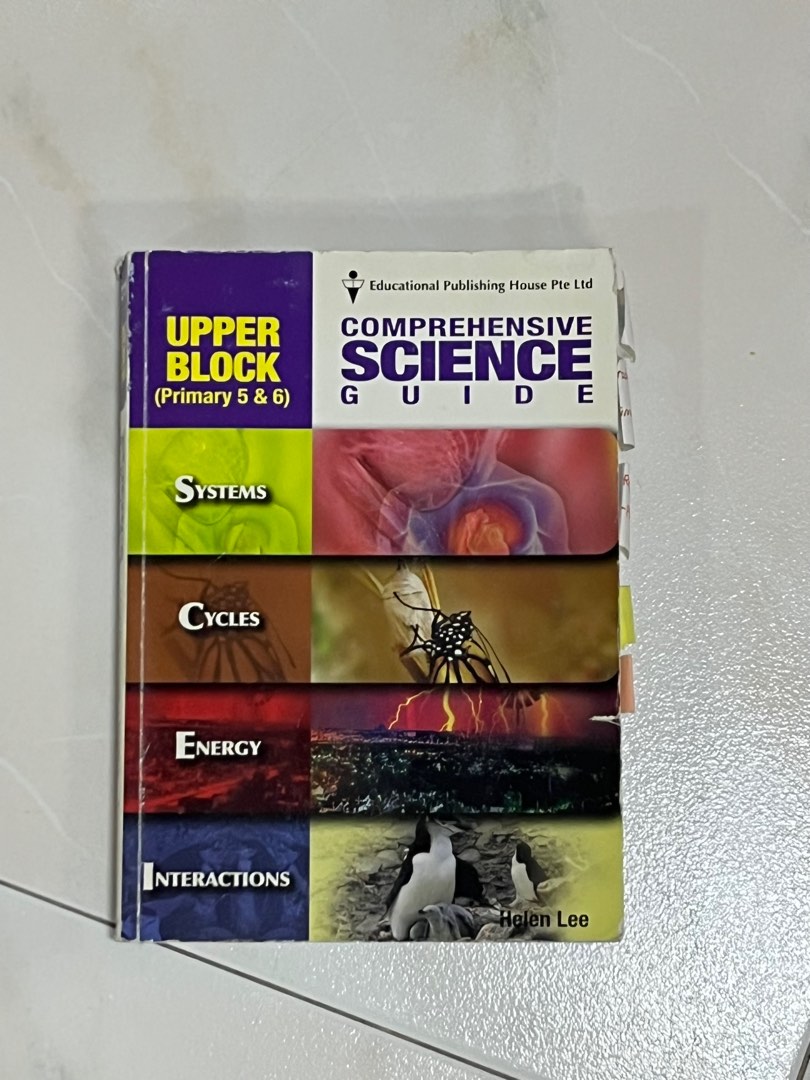 Educational Publishing House Pte Ltd
UPPER
BLOCK
(Primary 5 & 6)
COMPREHENSIVE
SCIENCE
GUIDE
SYSTEMS
CYCLES
ENERGY
INTERACTIONS
Helen Lee